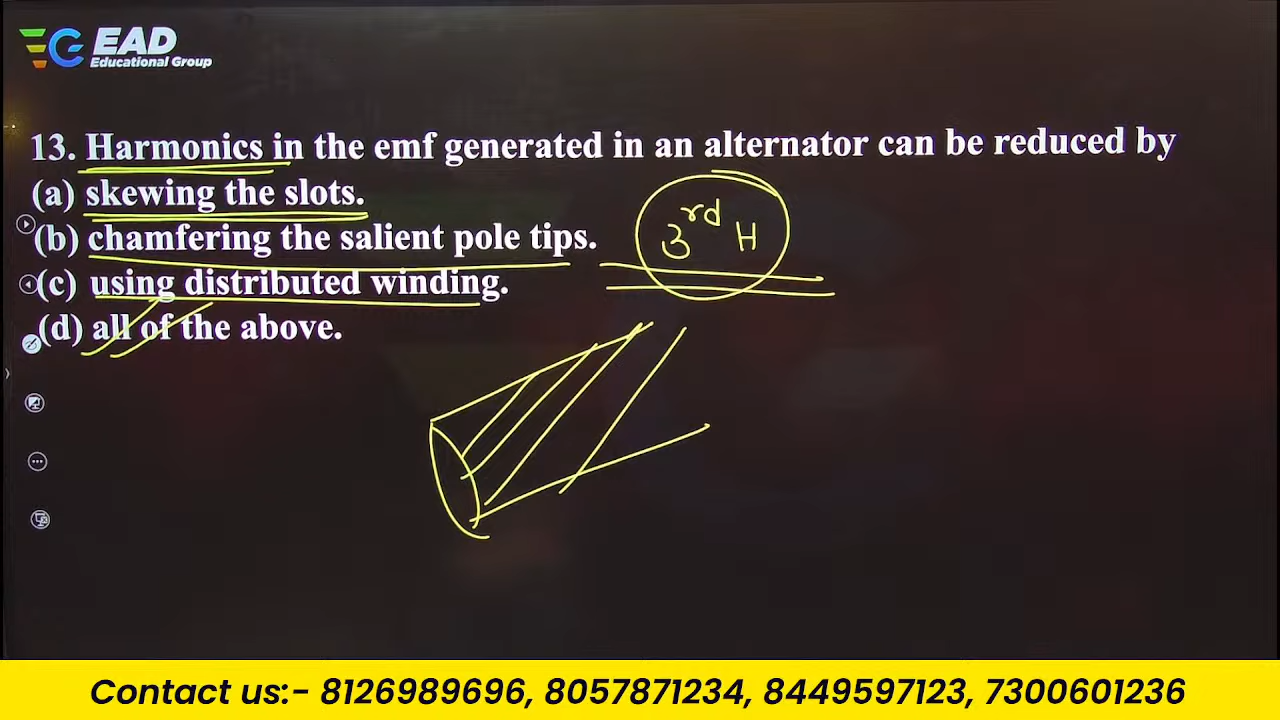 EAD
Educational Group
13. Harmonics in the emf generated in an alternator can be reduced by
(a) skewing the slots.
(b) chamfering the salient pole tips.
3rd H
(c) using distributed winding.
(d) all of the above.
Contact us:- 8126989696, 8057871234, 8449597123, 7300601236